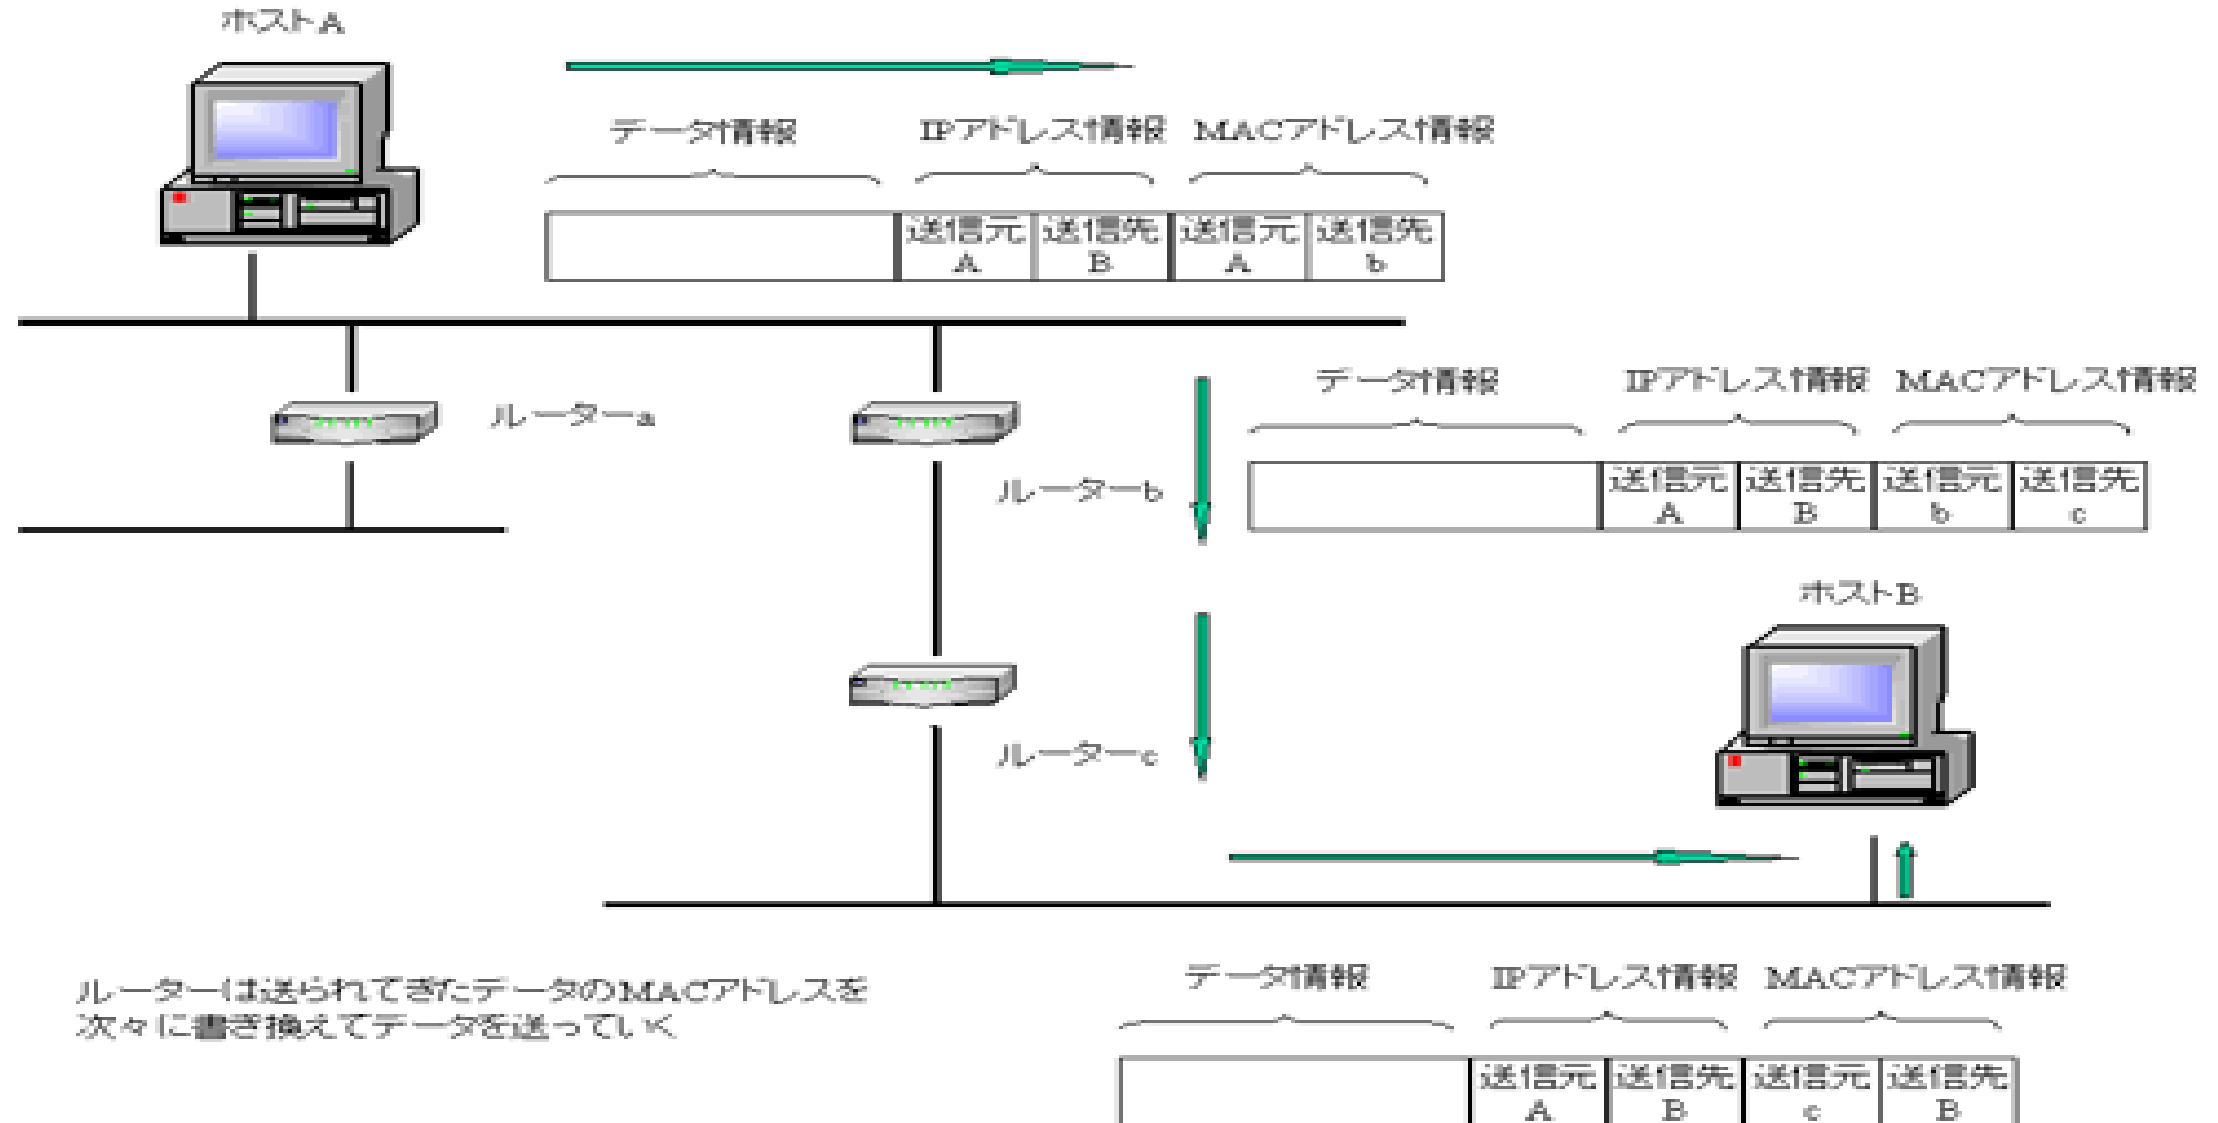 ホストA
データ情報 IPアドレス情報 MACアドレス情報
送信元 送信先 送信元 送信先
A B A b
データ情報 IPアドレス情報 MACアドレス情報
ルーターa
ルーターb
送信元 送信先 送信元 送信先
A B b c
ホストB
ルーターc
ルーターは送られてきたデータのMACアドレスを
次々に書き換えてデータを送っていく
データ情報 IPアドレス情報 MACアドレス情報
送信元 送信先 送信元 送信先
A B c B